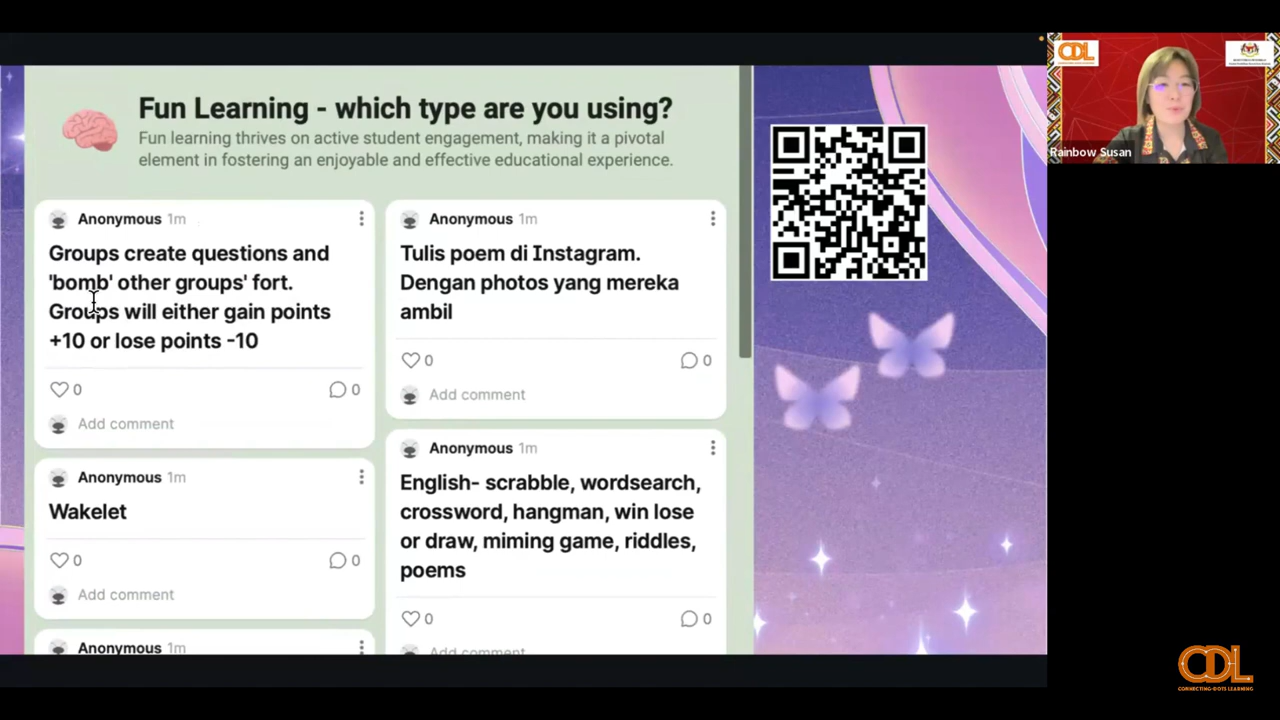 Fun Learning - which type are you using?
Fun learning thrives on active student engagement, making it a pivotal
element in fostering an enjoyable and effective educational experience.
Anonymous 1m
Groups create questions and
'bomb' other groups' fort.
Groups will either gain points
+10 or lose points -10
0 0
Add comment
Anonymous 1m
Wakelet
0 0
Add comment
Anonymous 1m
Anonymous 1m
Tulis poem di Instagram.
Dengan photos yang mereka
ambil
0 0
Add comment
Anonymous 1m
English- scrabble, wordsearch,
crossword, hangman, win lose
or draw, miming game, riddles,
poems
0 0
Add comment
CDL
Rainbow Susan
CDL
CONNECTING-DOTS LEARNING